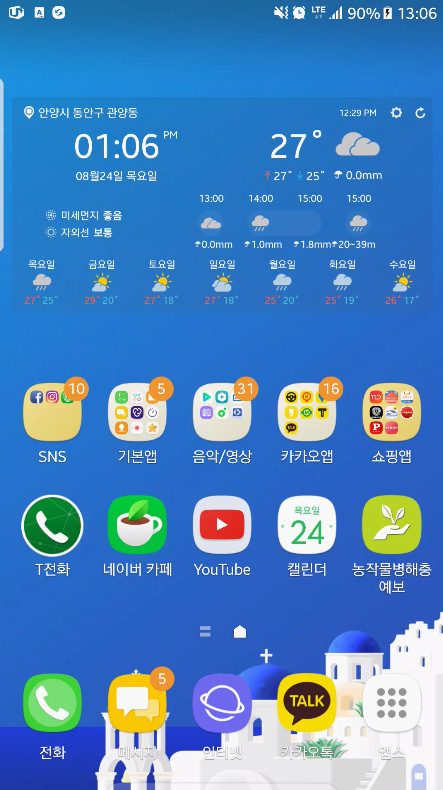 LTE 90% 13:06
안양시 동안구 관양동 12:29 PM
01:06 PM 27°
08월24일 목요일 27° 25° 0.0mm
13:00 14:00 15:00 15:00
미세먼지 좋음
자외선 보통
0.0mm 1.0mm 1.8mm 20~39m
목요일 금요일 토요일 일요일 월요일 화요일 수요일
27° 25° 29° 20° 27° 18° 27° 18° 25° 20° 25° 19° 26° 17°
10 5 31 16
SNS 기본앱 음악/영상 카카오앱 쇼핑앱
목요일
24
T전화 네이버 카페 YouTube 캘린더 농작물병해충
예보
5
TALK
전화 메시지 인터넷 카카오톡 앱스